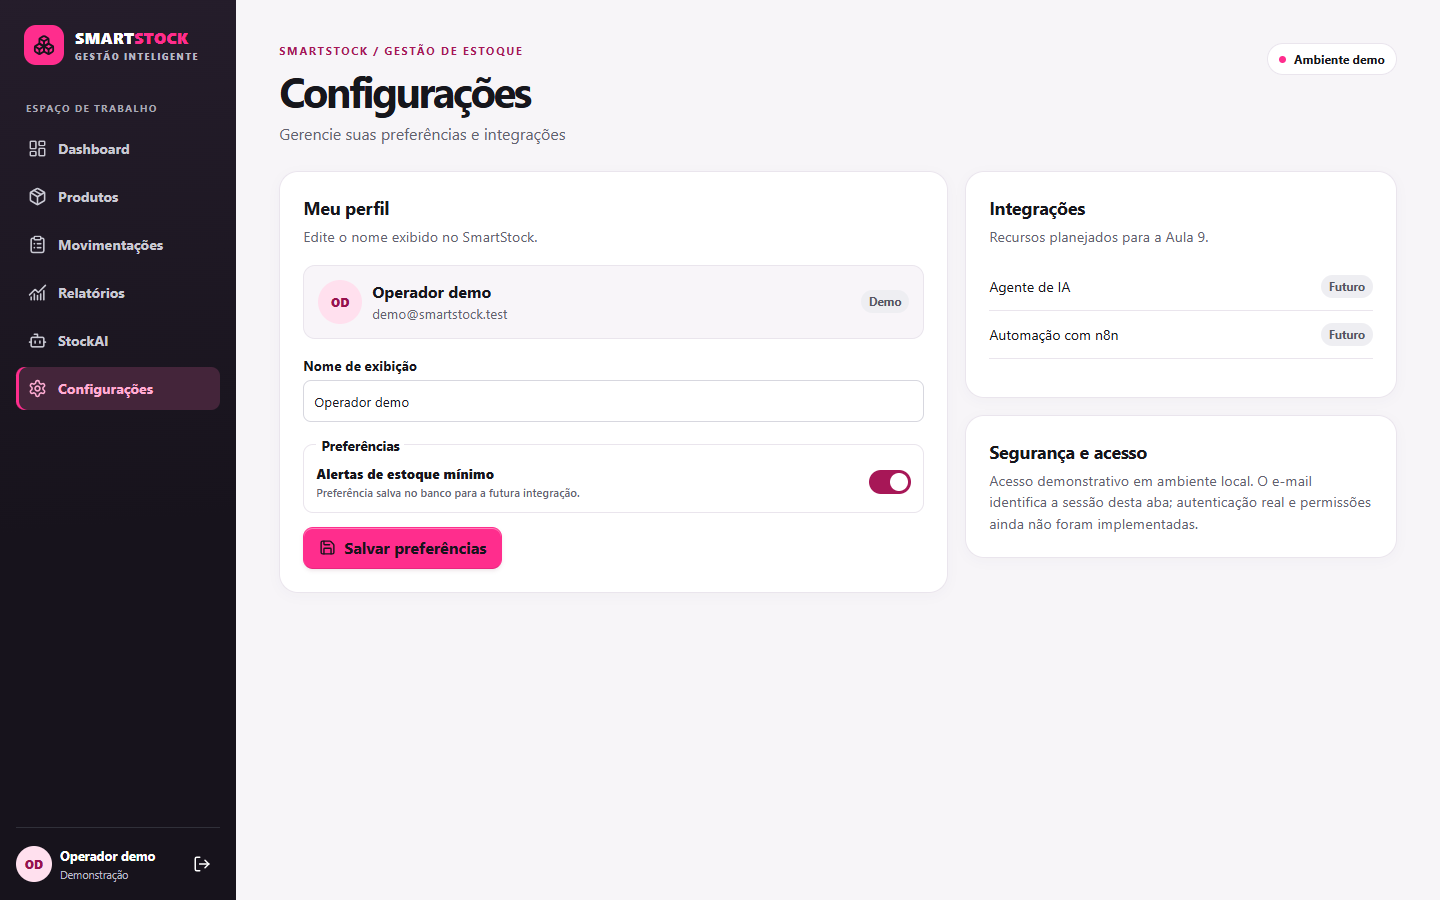 SMARTSTOCK
GESTÃO INTELIGENTE
ESPAÇO DE TRABALHO
Dashboard
Produtos
Movimentações
Relatórios
StockAI
Configurações
OD
Operador demo
Demonstração
SMARTSTOCK / GESTÃO DE ESTOQUE
Configurações
Gerencie suas preferências e integrações
Ambiente demo
Meu perfil
Edite o nome exibido no SmartStock.
OD
Operador demo
demo@smartstock.test
Demo
Nome de exibição
Operador demo
Preferências
Alertas de estoque mínimo
Preferência salva no banco para a futura integração.
Salvar preferências
Integrações
Recursos planejados para a Aula 9.
Agente de IA
Futuro
Automação com n8n
Futuro
Segurança e acesso
Acesso demonstrativo em ambiente local. O e-mail
identifica a sessão desta aba; autenticação real e permissões
ainda não foram implementadas.